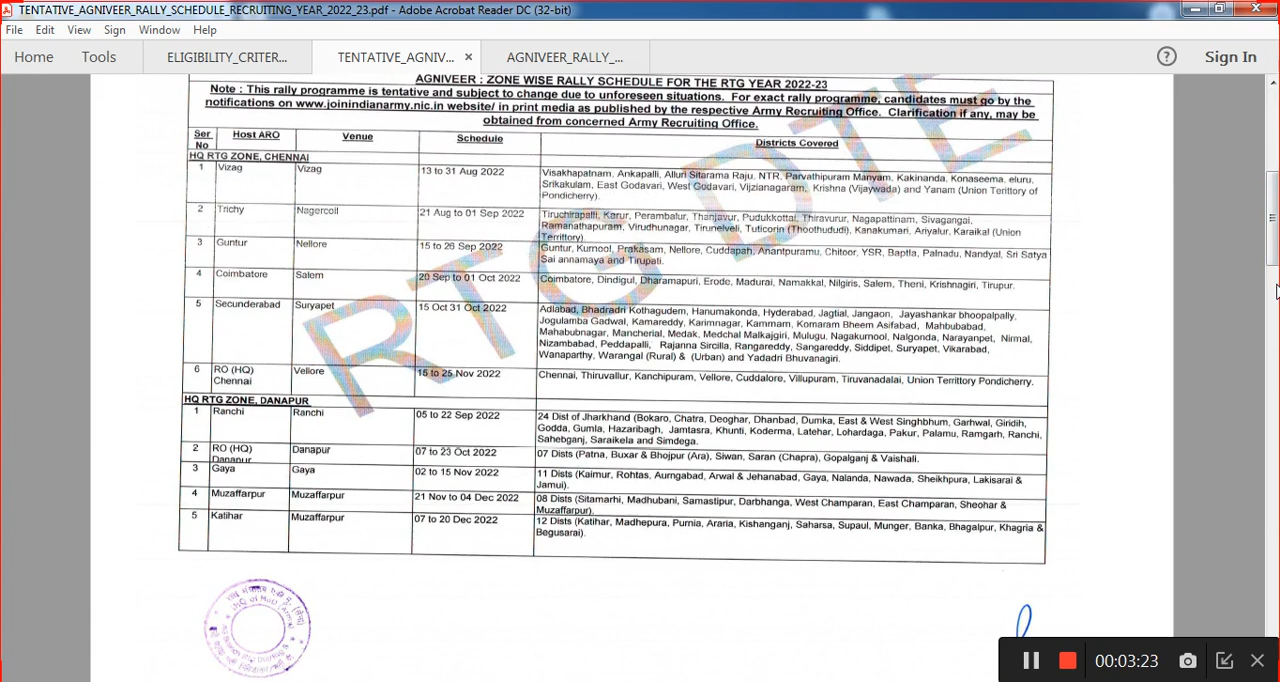 TENTATIVE_AGNIVEER_RALLY_SCHEDULE_RECRUITING_YEAR_2022_23.pdf - Adobe Acrobat Reader DC (32-bit)
File Edit View Sign Window Help
Home Tools ELIGIBILITY_CRITER... TENTATIVE_AGNIV... × AGNIVEER_RALLY_... ? Sign In
AGNIVEER : ZONE WISE RALLY SCHEDULE FOR THE RTG YEAR 2022-23
Note : This rally programme is tentative and subject to change due to unforeseen situations. For exact rally programme, candidates must go by the
notifications on www.joinindianarmy.nic.in website/ in print media as published by the respective Army Recruiting Office. Clarification if any, may be
obtained from concerned Army Recruiting Office.
Ser No Host ARO Venue Schedule Districts Covered
HQ RTG ZONE, CHENNAI
1 Vizag Vizag 13 to 31 Aug 2022 Visakhapatnam, Ankapalli, Alluri Sitarama Raju, NTR, Parvathipuram Manyam, Kakinada, Konaseema, eluru,
Srikakulam, East Godavari, West Godavari, Vijzianagaram, Krishna (Vijaywada) and Yanam (Union Territory of
Pondicherry).
2 Trichy Nagercoil 21 Aug to 01 Sep 2022 Tiruchirapalli, Karur, Perambalur, Thanjavur, Pudukkottai, Thiravurur, Nagapattinam, Sivagangai,
Ramanathapuram, Virudhunagar, Tirunelveli, Tuticorin (Thoothududi), Kanakumari, Ariyalur, Karaikal (Union
Territtory).
3 Guntur Nellore 15 to 26 Sep 2022 Guntur, Kurnool, Prakasam, Nellore, Cuddapah, Anantpuramu, Chitoor, YSR, Baptla, Palnadu, Nandyal, Sri Satya
Sai annamaya and Tirupati.
4 Coimbatore Salem 20 Sep to 01 Oct 2022 Coimbatore, Dindigul, Dharamapuri, Erode, Madurai, Namakkal, Nilgiris, Salem, Theni, Krishnagiri, Tirupur.
5 Secunderabad Suryapet 15 Oct 31 Oct 2022 Adlabad, Bhadradri Kothagudem, Hanumakonda, Hyderabad, Jagtial, Jangaon, Jayashankar bhoopalpally,
Jogulamba Gadwal, Kamareddy, Karimnagar, Kammam, Komaram Bheem Asifabad, Mahbubabad,
Mahabubnagar, Mancherial, Medak, Medchal Malkajgiri, Mulugu, Nagakurnool, Nalgonda, Narayanpet, Nirmal,
Nizambabad, Peddapalli, Rajanna Sircilla, Rangareddy, Sangareddy, Siddipet, Suryapet, Vikarabad,
Wanaparthy, Warangal (Rural) & (Urban) and Yadadri Bhuvanagiri.
6 RO (HQ) Chennai Vellore 15 to 25 Nov 2022 Chennai, Thiruvallur, Kanchipuram, Vellore, Cuddalore, Villupuram, Tiruvanadalai, Union Territtory Pondicherry.
HQ RTG ZONE, DANAPUR
1 Ranchi Ranchi 05 to 22 Sep 2022 24 Dist of Jharkhand (Bokaro, Chatra, Deoghar, Dhanbad, Dumka, East & West Singhbhum, Garhwal, Giridih,
Godda, Gumla, Hazaribagh, Jamtasra, Khunti, Koderma, Latehar, Lohardaga, Pakur, Palamu, Ramgarh, Ranchi,
Sahebganj, Saraikela and Simdega.
2 RO (HQ) Danapur Danapur 07 to 23 Oct 2022 07 Dists (Patna, Buxar & Bhojpur (Ara), Siwan, Saran (Chapra), Gopalganj & Vaishali.
3 Gaya Gaya 02 to 15 Nov 2022 11 Dists (Kaimur, Rohtas, Aurngabad, Arwal & Jehanabad, Gaya, Nalanda, Nawada, Sheikhpura, Lakisarai &
Jamui).
4 Muzaffarpur Muzaffarpur 21 Nov to 04 Dec 2022 08 Dists (Sitamarhi, Madhubani, Samastipur, Darbhanga, West Champaran, East Champaran, Sheohar &
Muzaffarpur).
5 Katihar Muzaffarpur 07 to 20 Dec 2022 12 Dists (Katihar, Madhepura, Purnia, Araria, Kishanganj, Saharsa, Supaul, Munger, Banka, Bhagalpur, Khagria &
Begusarai).
RTG DTE
00:03:23